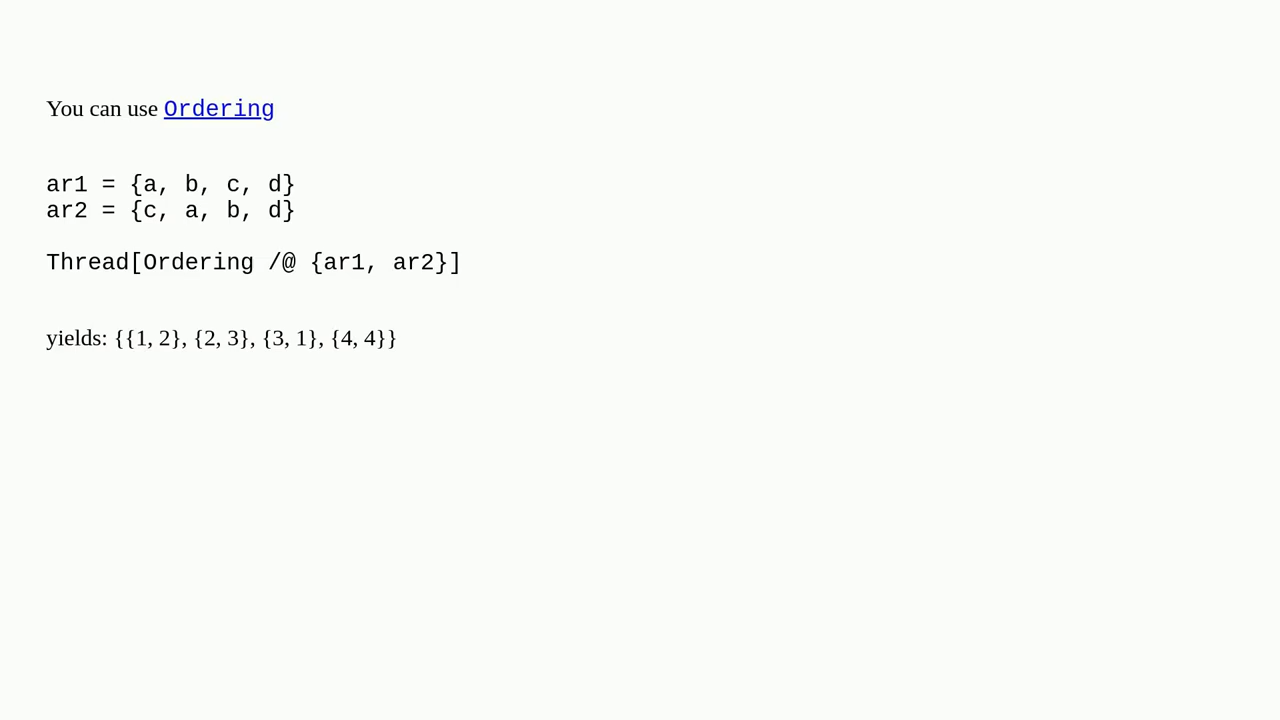 You can use Ordering
ar1 = {a, b, c, d}
ar2 = {c, a, b, d}
Thread[Ordering /@ {ar1, ar2}]
yields: {{1, 2}, {2, 3}, {3, 1}, {4, 4}}